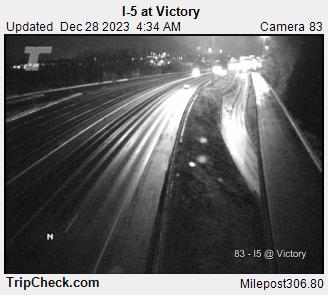 I-5 at Victory
Updated Dec 28 2023 4:34 AM Camera 83
T
N
83 - I5 @ Victory
TripCheck.com Milepost306.80